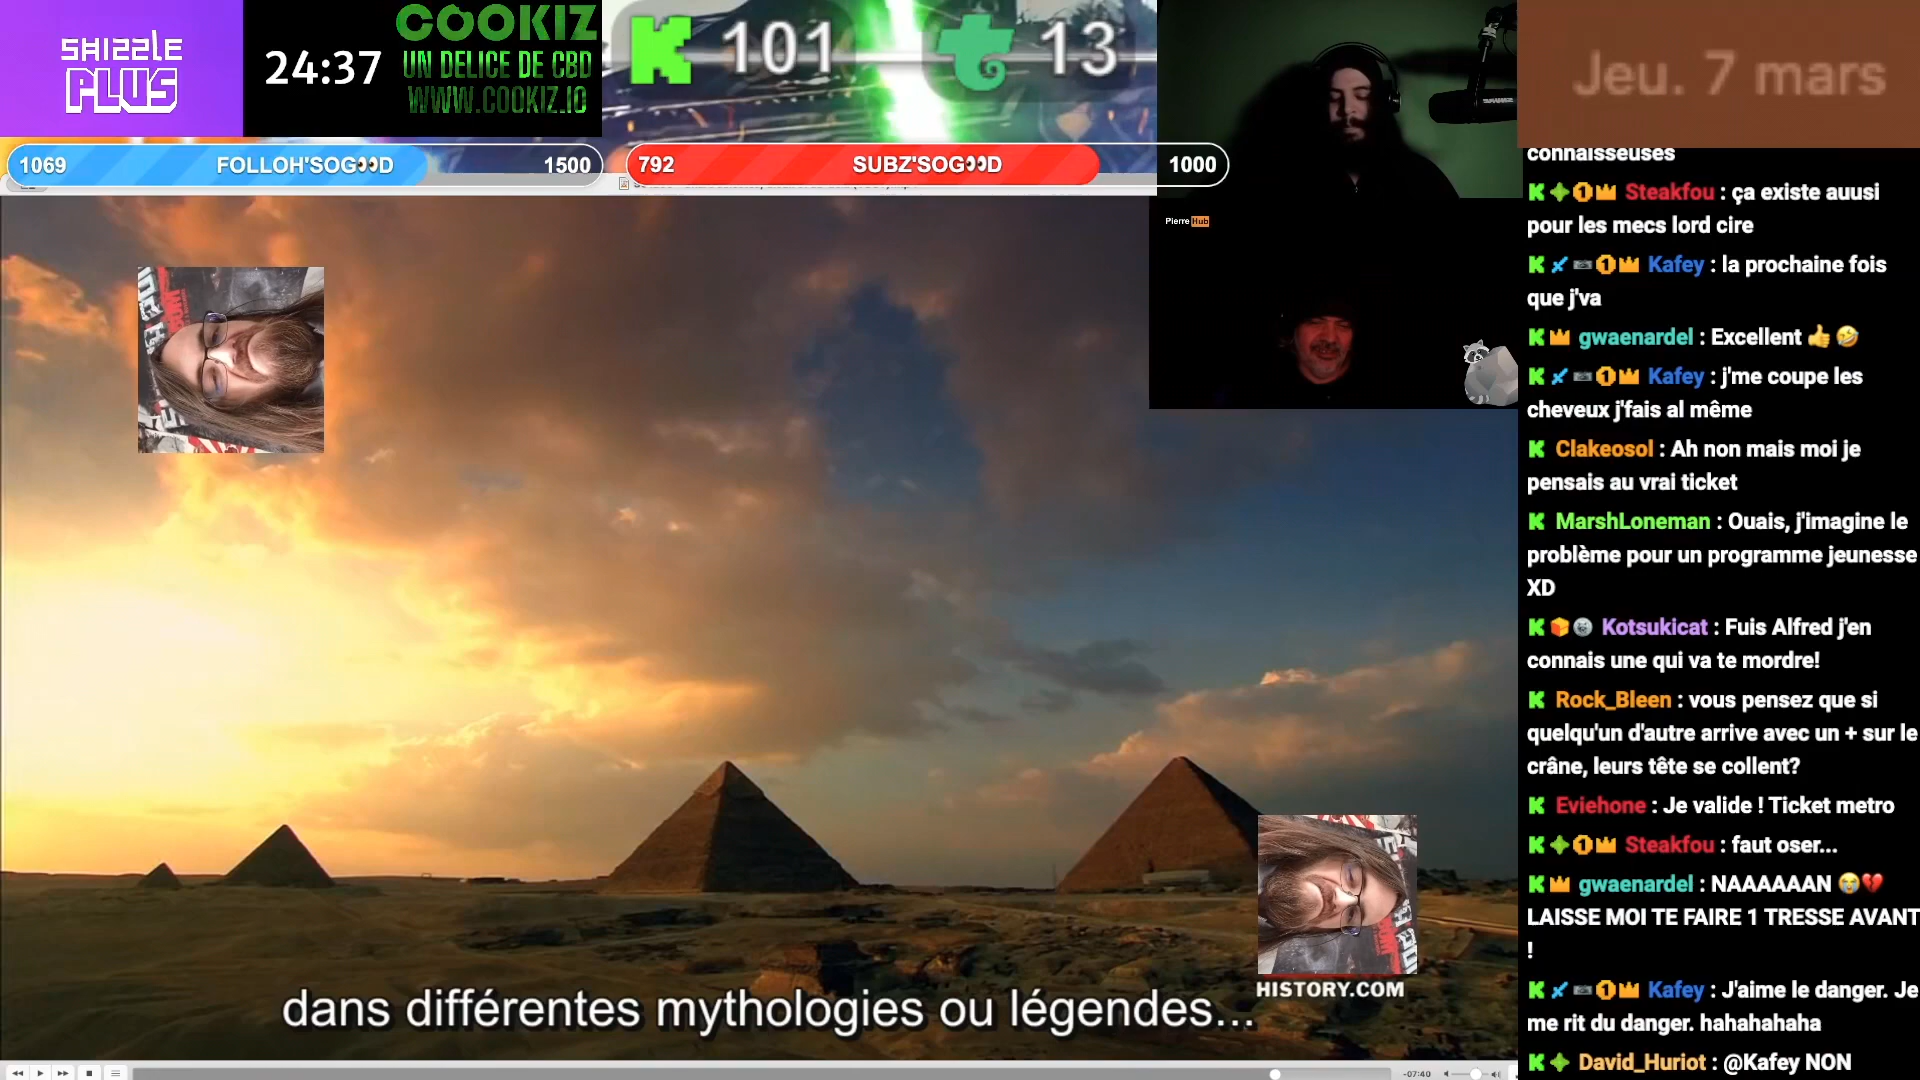 SHIZZLE
PLUS
24:37
COOKIZ
UN DELICE DE CBD
WWW.COOKIZ.IO
101
13
Jeu. 7 mars
1069 FOLLOH'SOG👀D 1500
792 SUBZ'SOG👀D 1000
Pierre Hub
connaisseuses
Steakfou : ça existe auusi
pour les mecs lord cire
Kafey : la prochaine fois
que j'va
gwaenardel : Excellent 👍🤣
Kafey : j'me coupe les
cheveux j'fais al même
Clakeosol : Ah non mais moi je
pensais au vrai ticket
MarshLoneman : Ouais, j'imagine le
problème pour un programme jeunesse
XD
Kotsukicat : Fuis Alfred j'en
connais une qui va te mordre!
Rock_Bleen : vous pensez que si
quelqu'un d'autre arrive avec un + sur le
crâne, leurs tête se collent?
Eviehone : Je valide ! Ticket metro
Steakfou : faut oser...
gwaenardel : NAAAAAAN 😭💔
LAISSE MOI TE FAIRE 1 TRESSE AVANT
!
Kafey : J'aime le danger. Je
me rit du danger. hahahahaha
David_Huriot : @Kafey NON
HISTORY.COM
dans différentes mythologies ou légendes...
-07:40